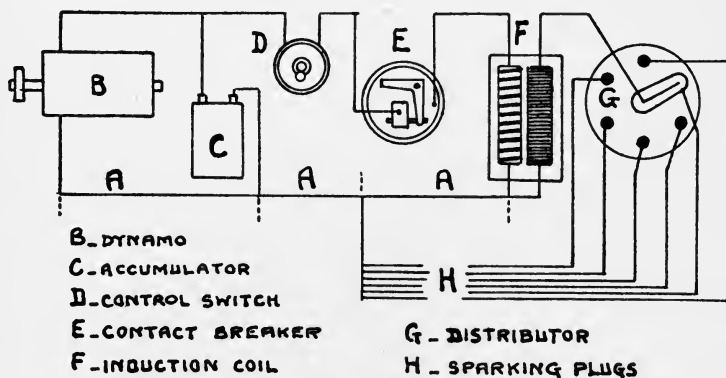 D
E
F
B
C
G
A
A
A
H
B_DYNAMO
C_ACCUMULATOR
D_CONTROL SWITCH
E_CONTACT BREAKER
F_INDUCTION COIL
G_DISTRIBUTOR
H_SPARKING PLUGS